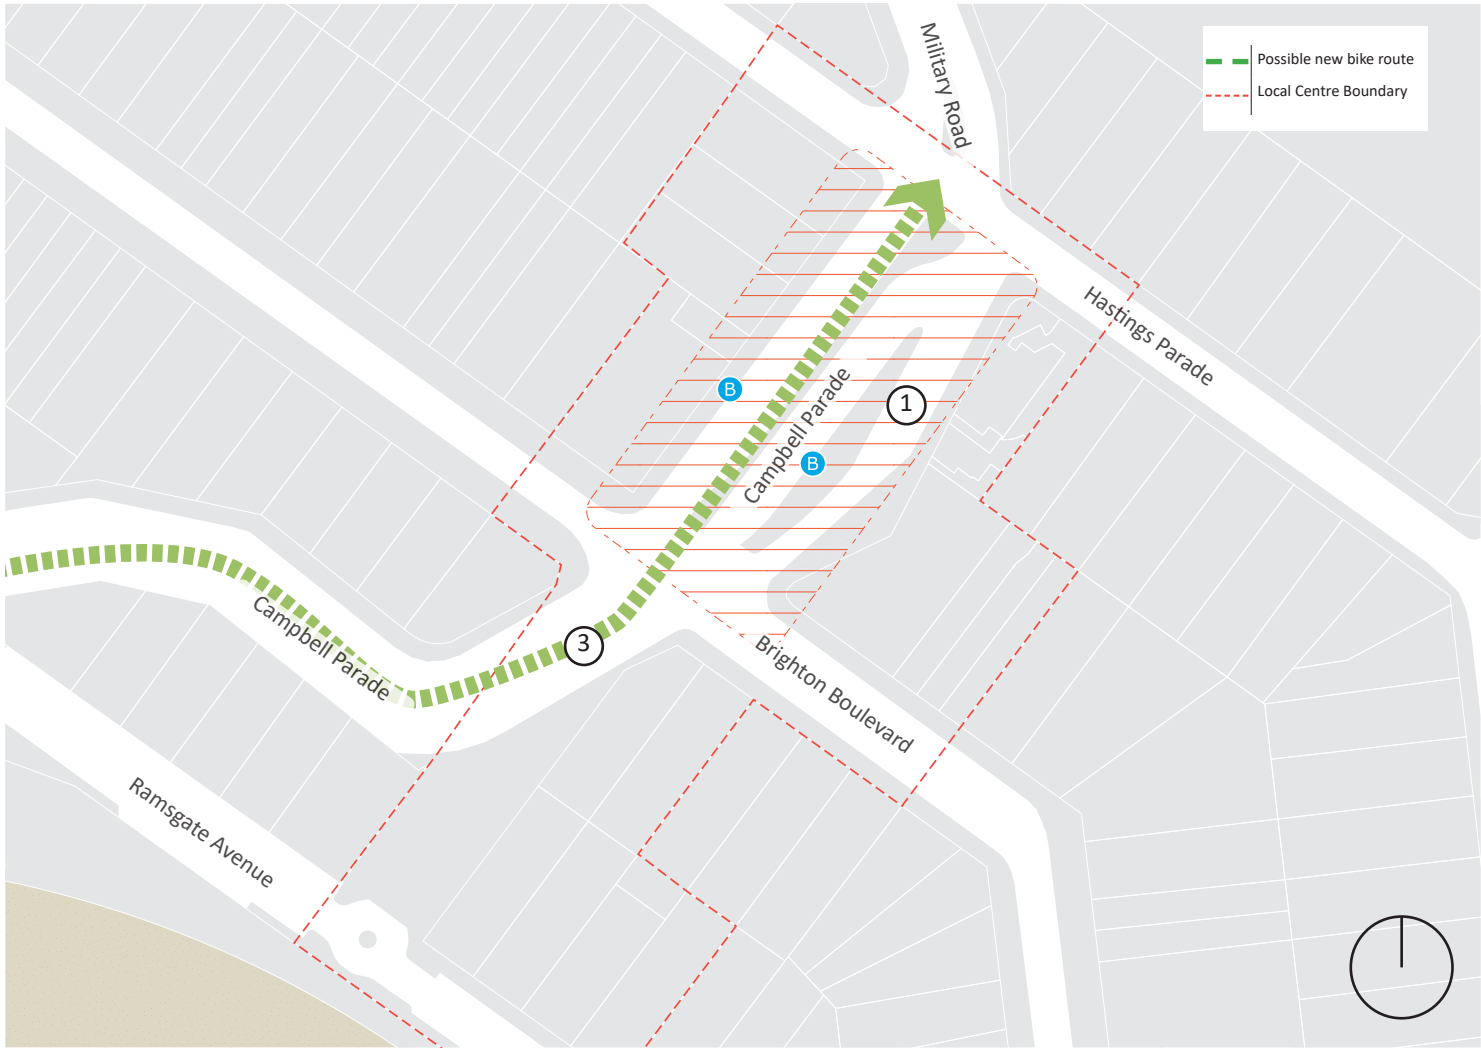 Military Road
Possible new bike route
Local Centre Boundary
Hastings Parade
B
Campbell Parade
1
B
Campbell Parade
3
Brighton Boulevard
Ramsgate Avenue